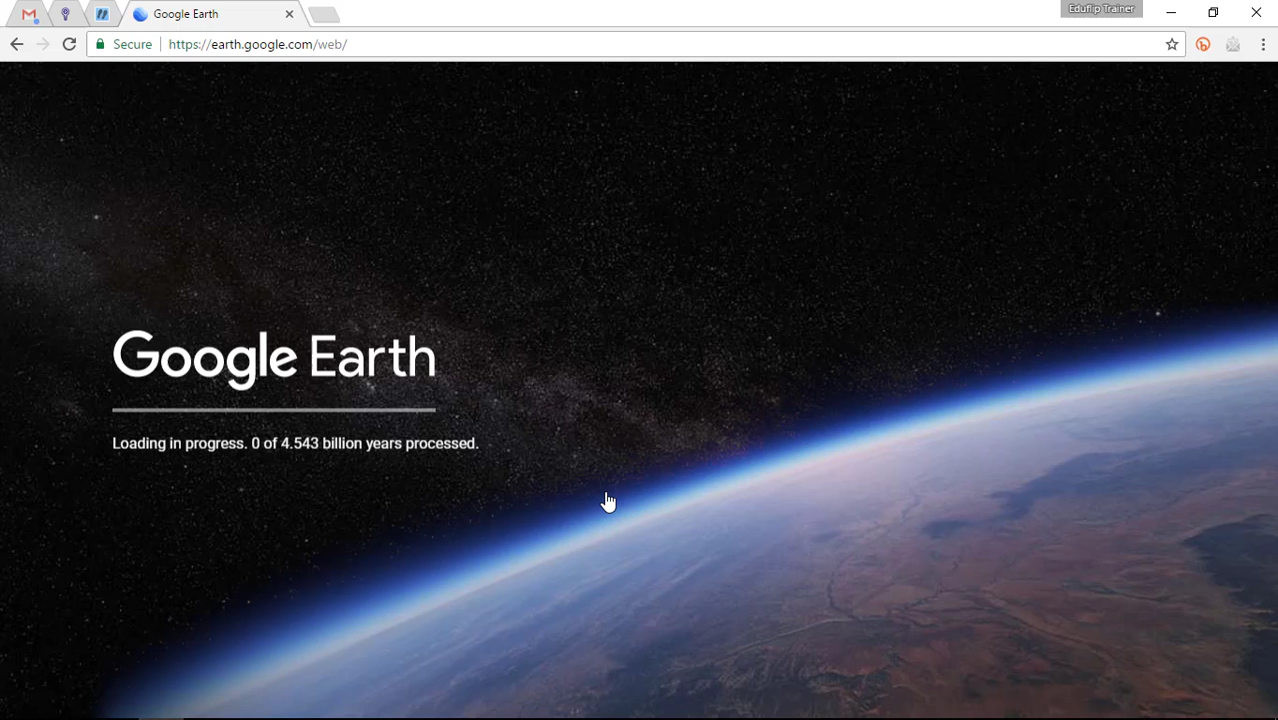 Google Earth
Eduflip Trainer
Secure https://earth.google.com/web/
Google Earth
Loading in progress. 0 of 4.543 billion years processed.